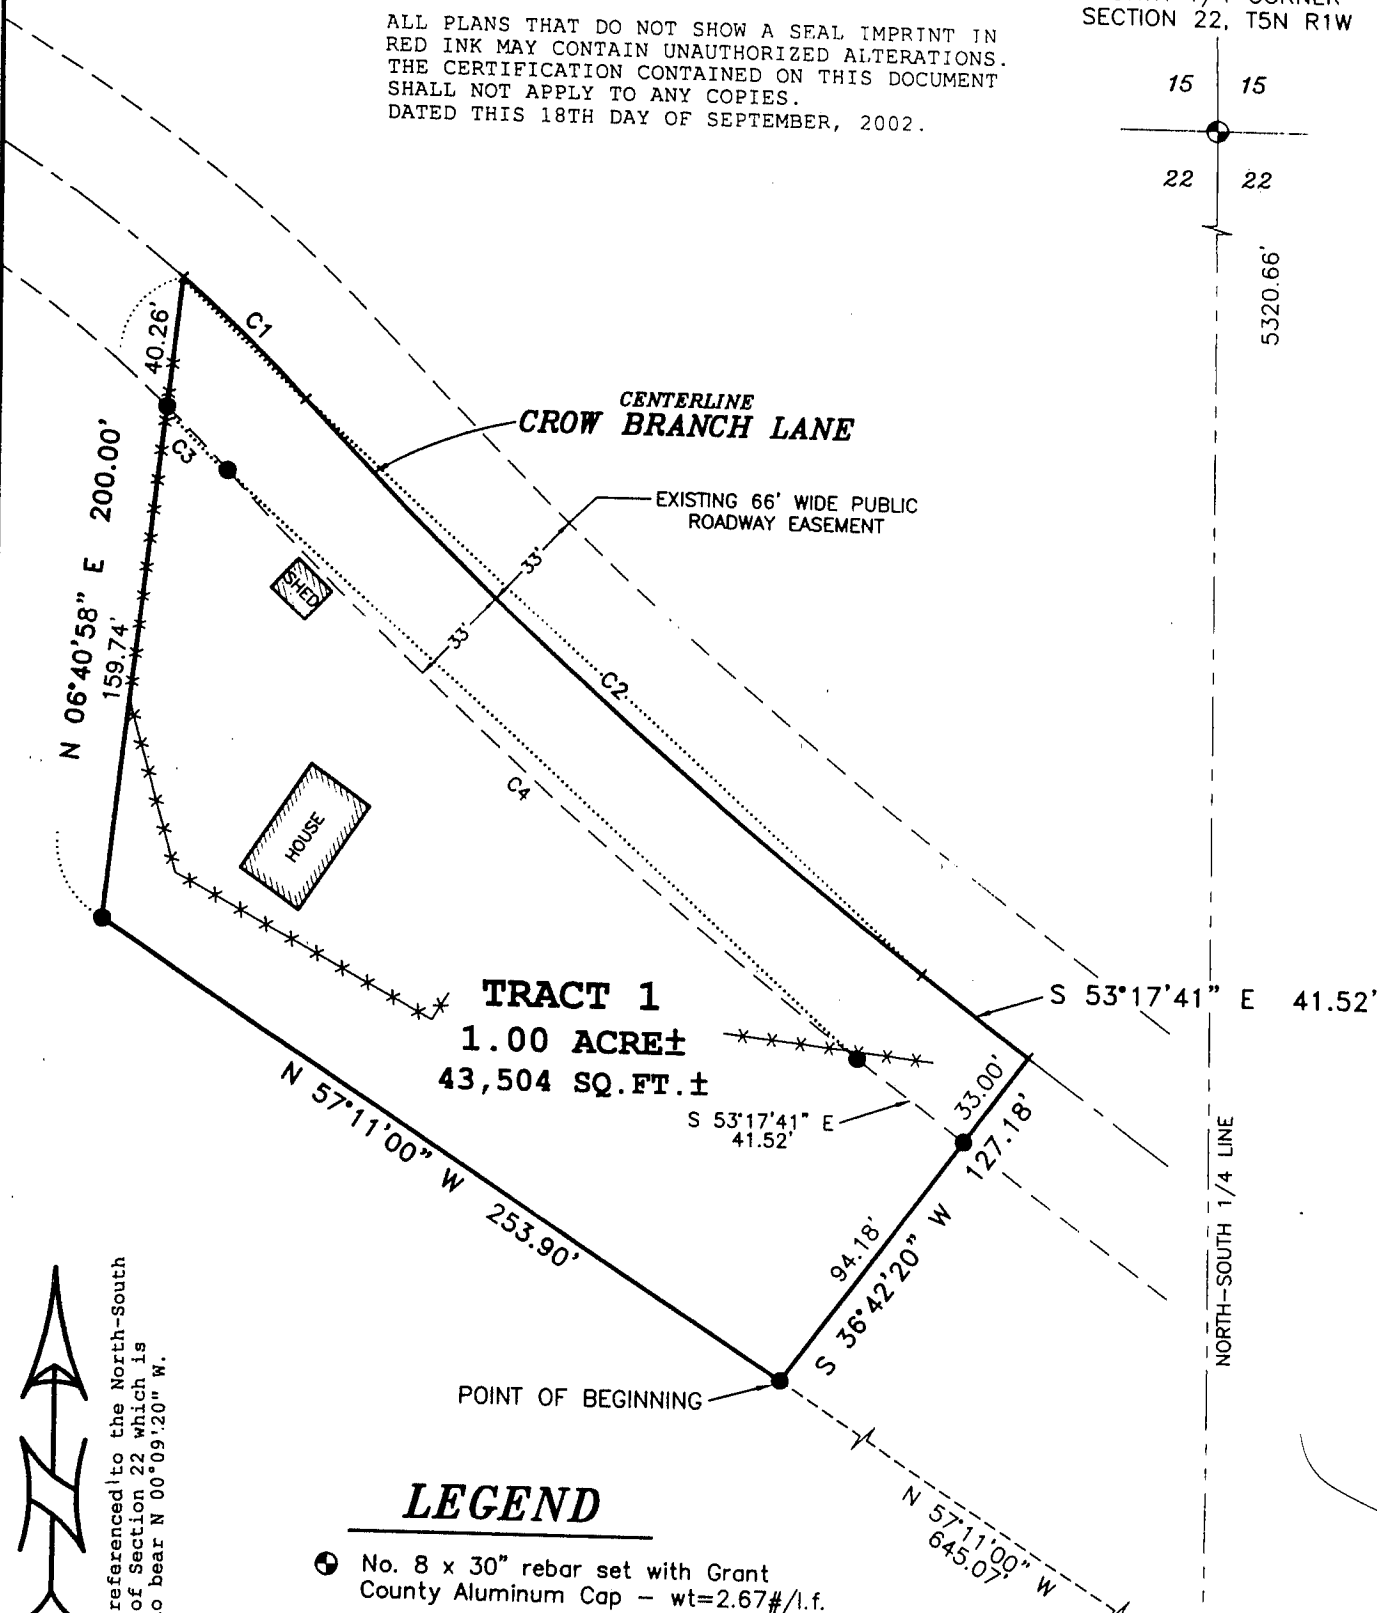 SECTION 22, T5N R1W
ALL PLANS THAT DO NOT SHOW A SEAL IMPRINT IN
RED INK MAY CONTAIN UNAUTHORIZED ALTERATIONS.
THE CERTIFICATION CONTAINED ON THIS DOCUMENT
SHALL NOT APPLY TO ANY COPIES.
DATED THIS 18TH DAY OF SEPTEMBER, 2002.
15 15
22 22
5320.66'
40.26'
C1
CENTERLINE
CROW BRANCH LANE
C3
EXISTING 66' WIDE PUBLIC
ROADWAY EASEMENT
N 06°40'58" E 200.00'
159.74'
SHED
33'
33'
C2
C4
HOUSE
TRACT 1
1.00 ACRE±
43,504 SQ.FT.±
S 53°17'41" E 41.52'
S 53°17'41" E
41.52'
33.00'
S 36°42'20" W 127.18'
94.18'
N 57°11'00" W 253.90'
NORTH-SOUTH 1/4 LINE
POINT OF BEGINNING
N 57°11'00" W
645.07'
referenced to the North-South
of Section 22 which is
bear N 00°09'20" W.
N
LEGEND
No. 8 x 30" rebar set with Grant
County Aluminum Cap – wt=2.67#/l.f.